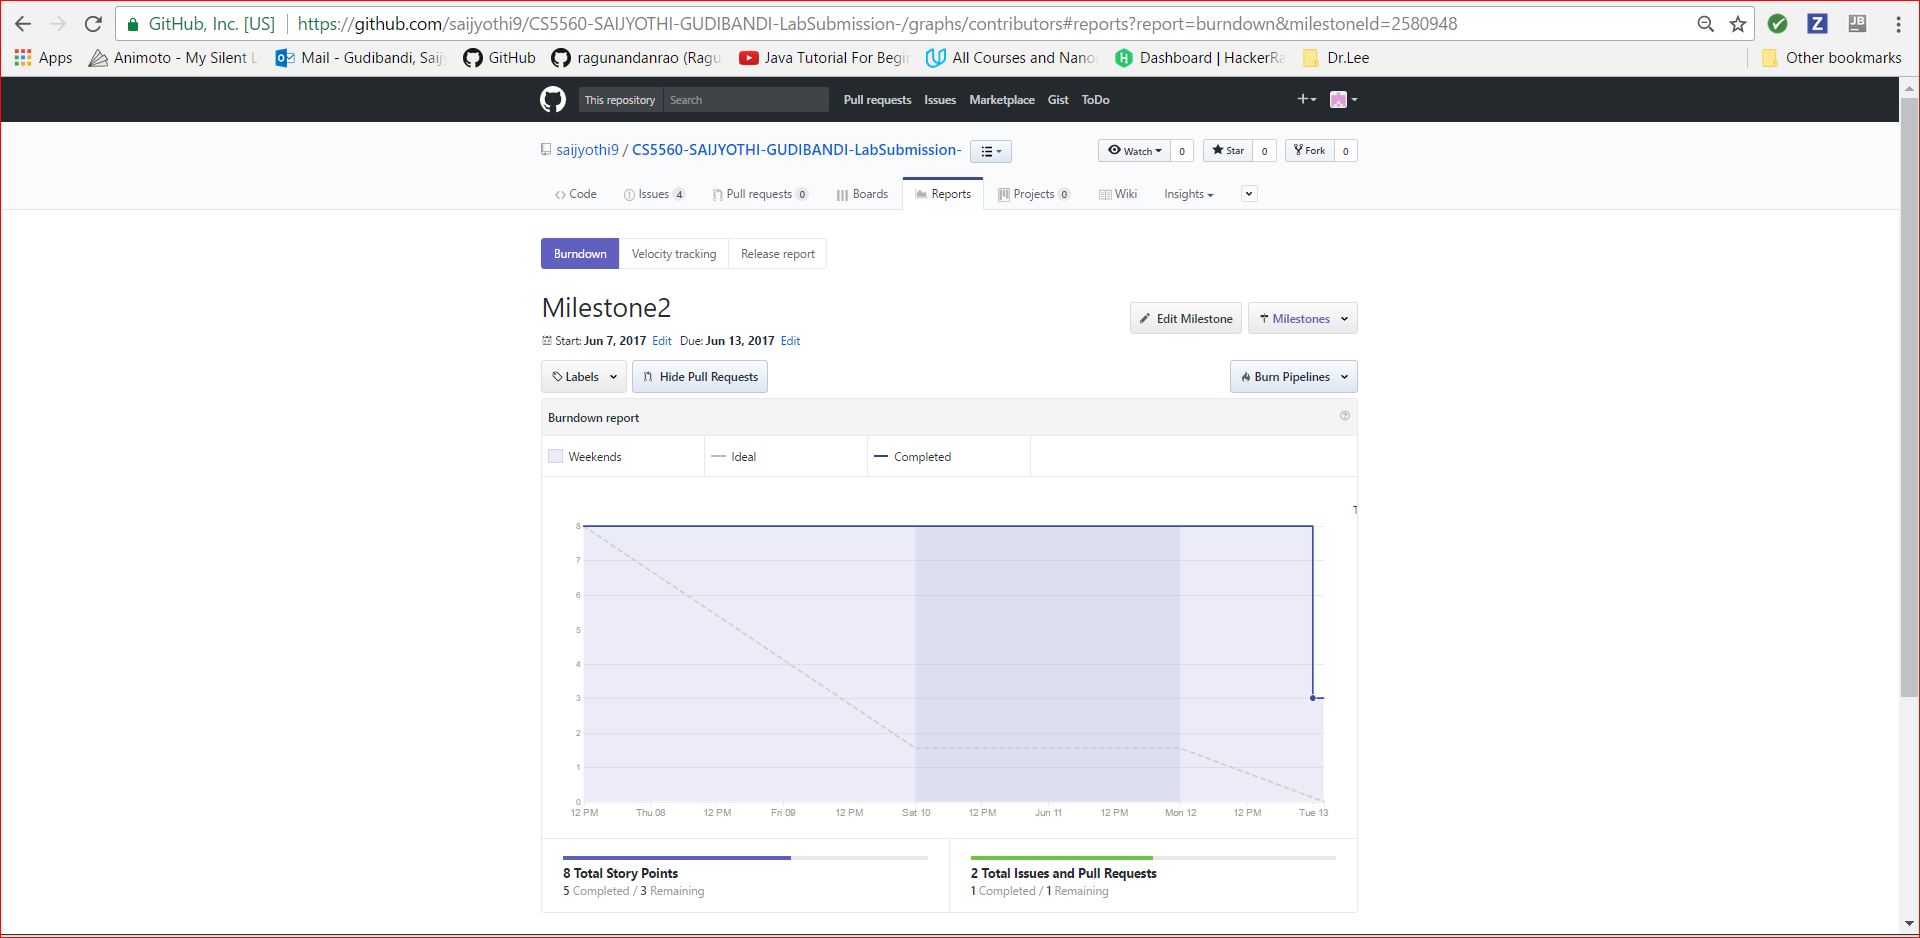 GitHub, Inc. [US] https://github.com/saijyothi9/CS5560-SAIJYOTHI-GUDIBANDI-LabSubmission-/graphs/contributors#reports?report=burndown&milestoneId=2580948 Z JB
Apps Animoto - My Silent Mail - Gudibandi, Saijy GitHub ragunandanrao (Ragu Java Tutorial For Begi All Courses and Nano Dashboard | HackerRa Dr.Lee Other bookmarks
This repository Search Pull requests Issues Marketplace Gist ToDo
saijyothi9 / CS5560-SAIJYOTHI-GUDIBANDI-LabSubmission- Watch 0 Star 0 Fork 0
Code Issues 4 Pull requests 0 Boards Reports Projects 0 Wiki Insights
Burndown Velocity tracking Release report
Milestone2
Edit Milestone Milestones
Start: Jun 7, 2017 Edit Due: Jun 13, 2017 Edit
Labels Hide Pull Requests Burn Pipelines
Burndown report
Weekends Ideal Completed
8
7
6
5
4
3
2
1
0
12 PM Thu 08 12 PM Fri 09 12 PM Sat 10 12 PM Jun 11 12 PM Mon 12 12 PM Tue 13
8 Total Story Points
5 Completed / 3 Remaining
2 Total Issues and Pull Requests
1 Completed / 1 Remaining